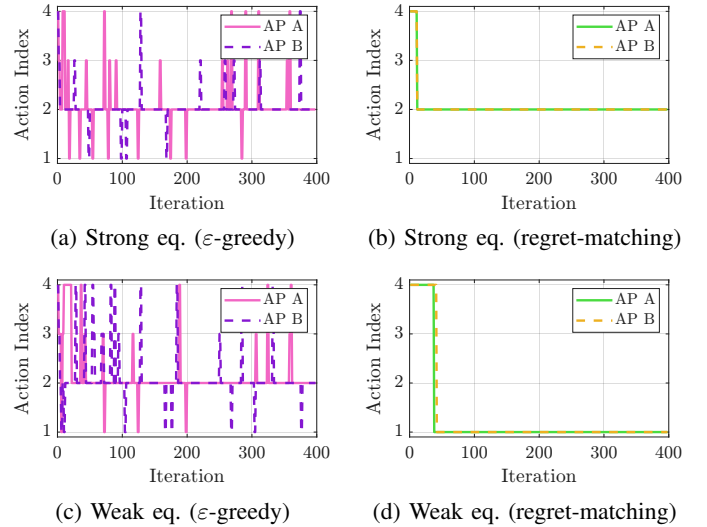 4
3
2
1
Action Index
AP A
AP B
0 100 200 300 400
Iteration
(a) Strong eq. (ε-greedy)
4
3
2
1
Action Index
AP A
AP B
0 100 200 300 400
Iteration
(b) Strong eq. (regret-matching)
4
3
2
1
Action Index
AP A
AP B
0 100 200 300 400
Iteration
(c) Weak eq. (ε-greedy)
4
3
2
1
Action Index
AP A
AP B
0 100 200 300 400
Iteration
(d) Weak eq. (regret-matching)